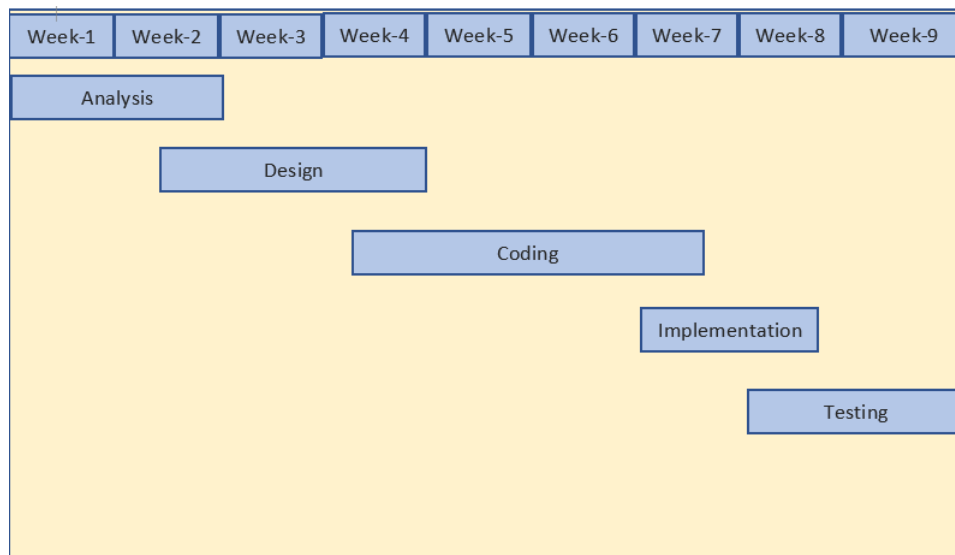 Week-1 Week-2 Week-3 Week-4 Week-5 Week-6 Week-7 Week-8 Week-9
Analysis
Design
Coding
Implementation
Testing